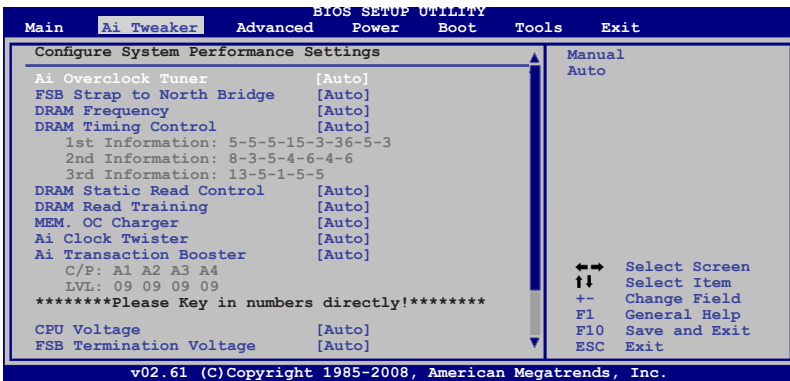 BIOS SETUP UTILITY
Main Ai Tweaker Advanced Power Boot Tools Exit
Configure System Performance Settings
Ai Overclock Tuner [Auto]
FSB Strap to North Bridge [Auto]
DRAM Frequency [Auto]
DRAM Timing Control [Auto]
1st Information: 5-5-5-15-3-36-5-3
2nd Information: 8-3-5-4-6-4-6
3rd Information: 13-5-1-5-5
DRAM Static Read Control [Auto]
DRAM Read Training [Auto]
MEM. OC Charger [Auto]
Ai Clock Twister [Auto]
Ai Transaction Booster [Auto]
C/P: A1 A2 A3 A4
LVL: 09 09 09 09
********Please Key in numbers directly!********
CPU Voltage [Auto]
FSB Termination Voltage [Auto]
Manual
Auto
←→ Select Screen
↑↓ Select Item
+- Change Field
F1 General Help
F10 Save and Exit
ESC Exit
v02.61 (C)Copyright 1985-2008, American Megatrends, Inc.